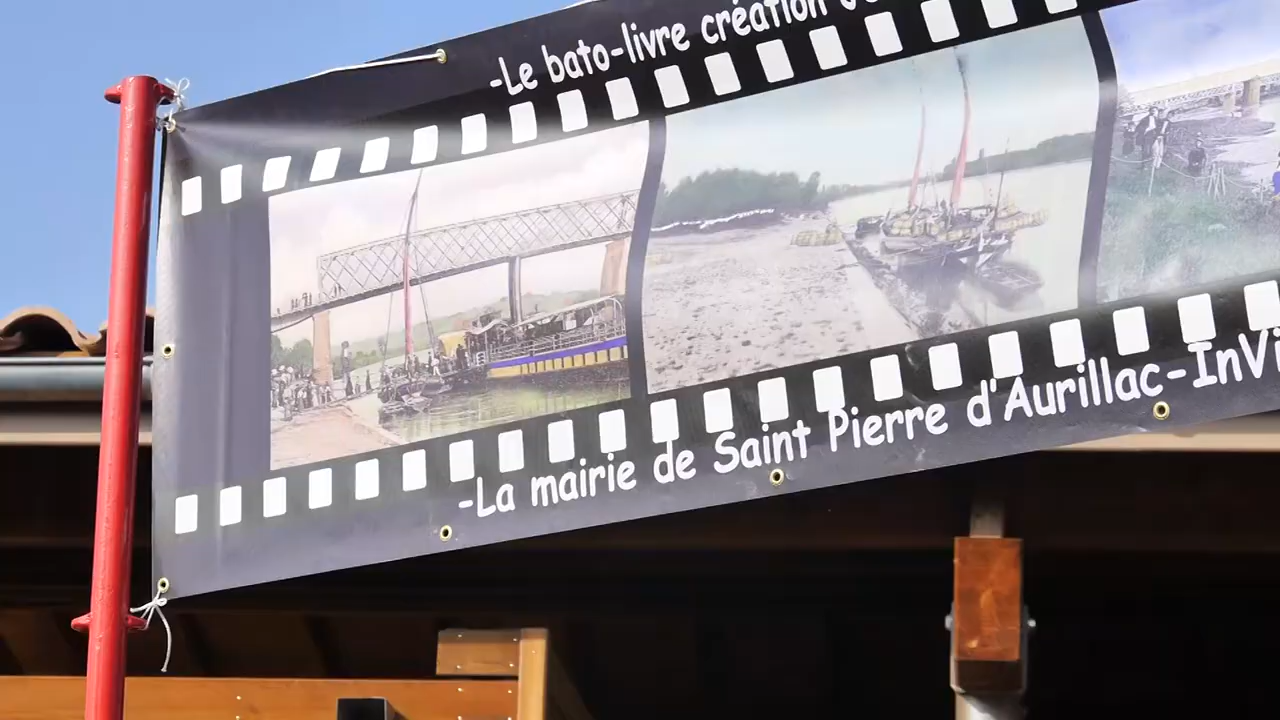 -Le bato-livre création
-La mairie de Saint Pierre d'Aurillac-InVi